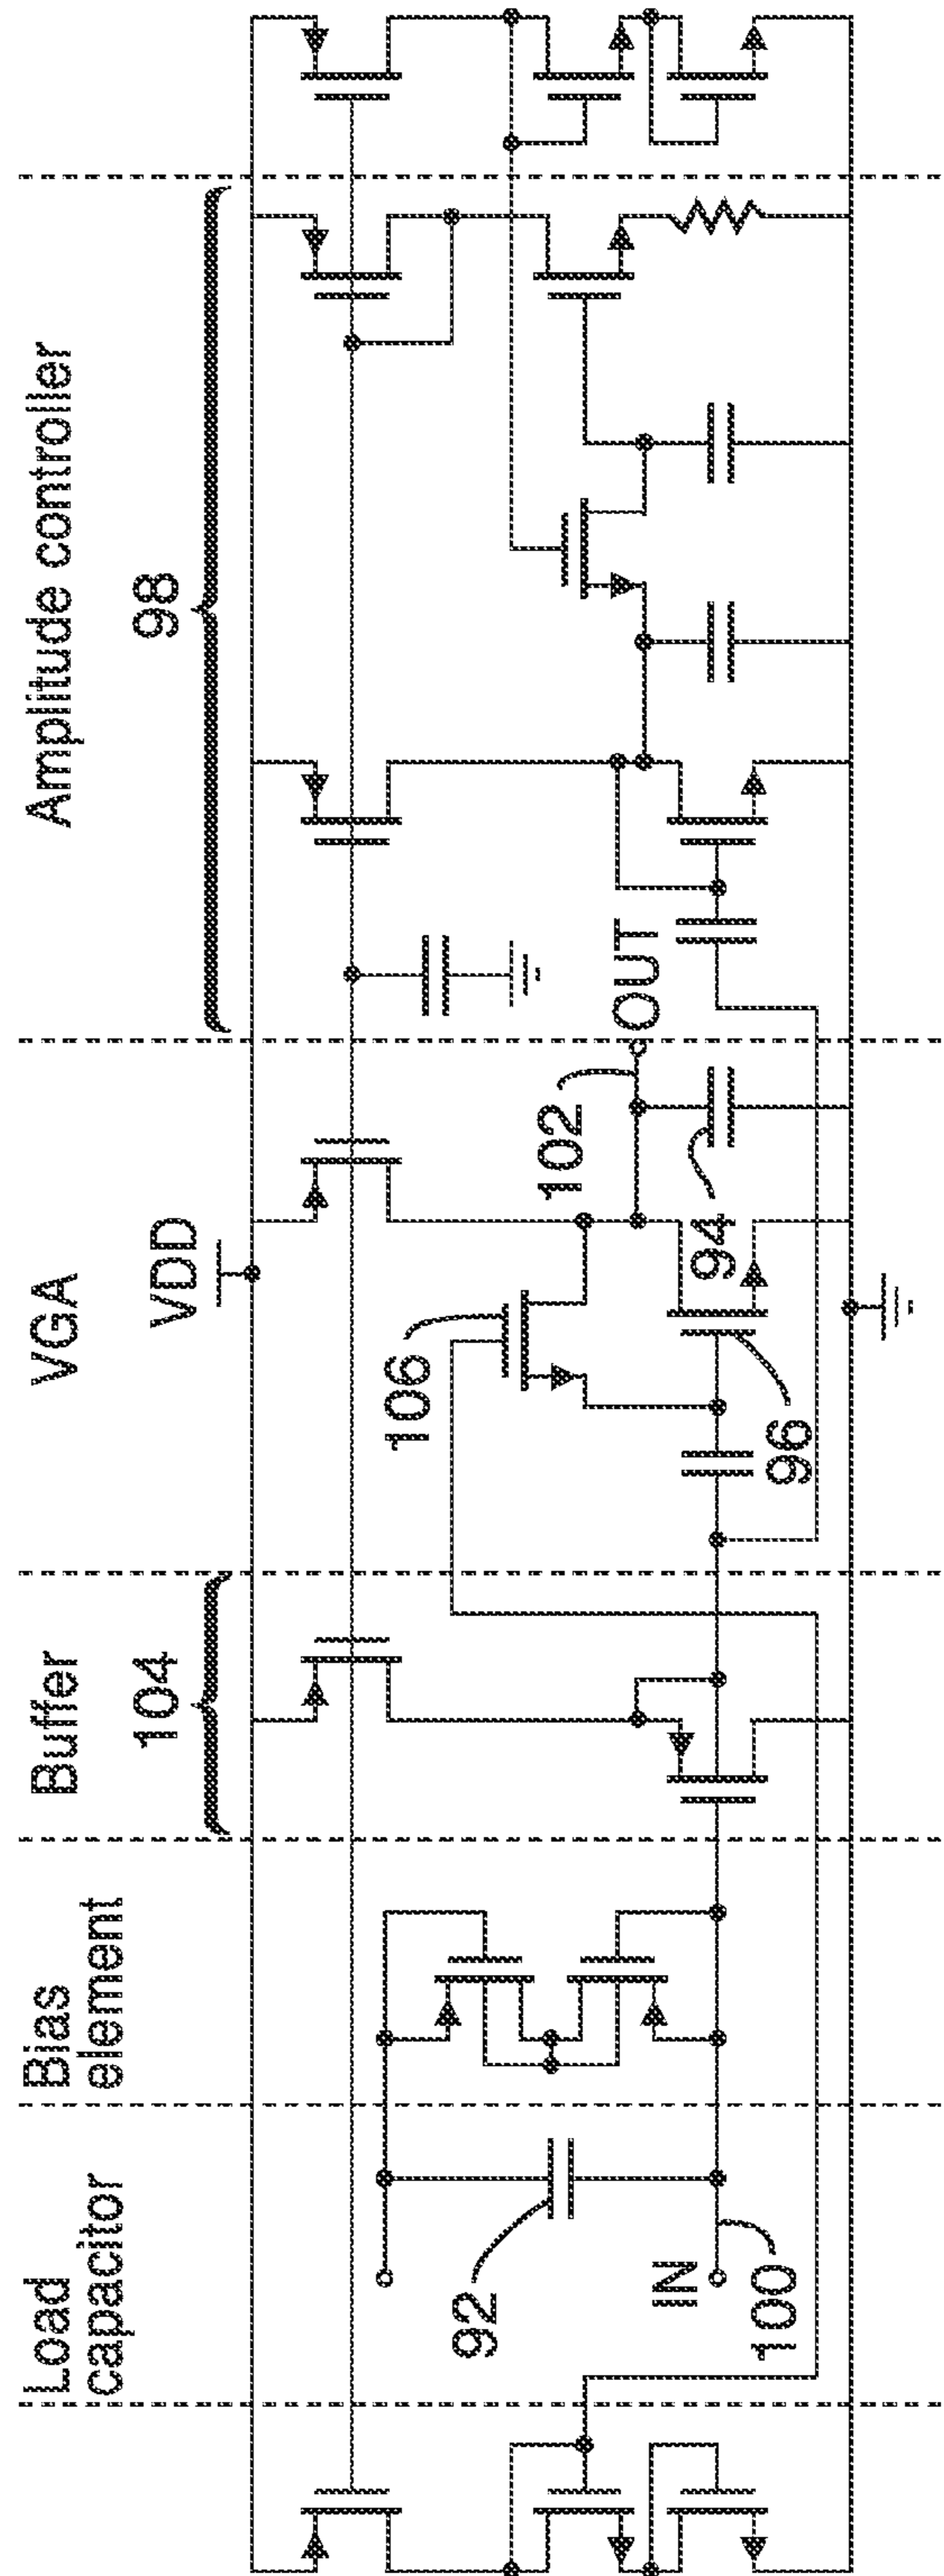 Load
capacitor
Bias
element
Buffer
104
VGA
VDD
Amplitude controller
98
92
IN
100
106
96
94
102
OUT